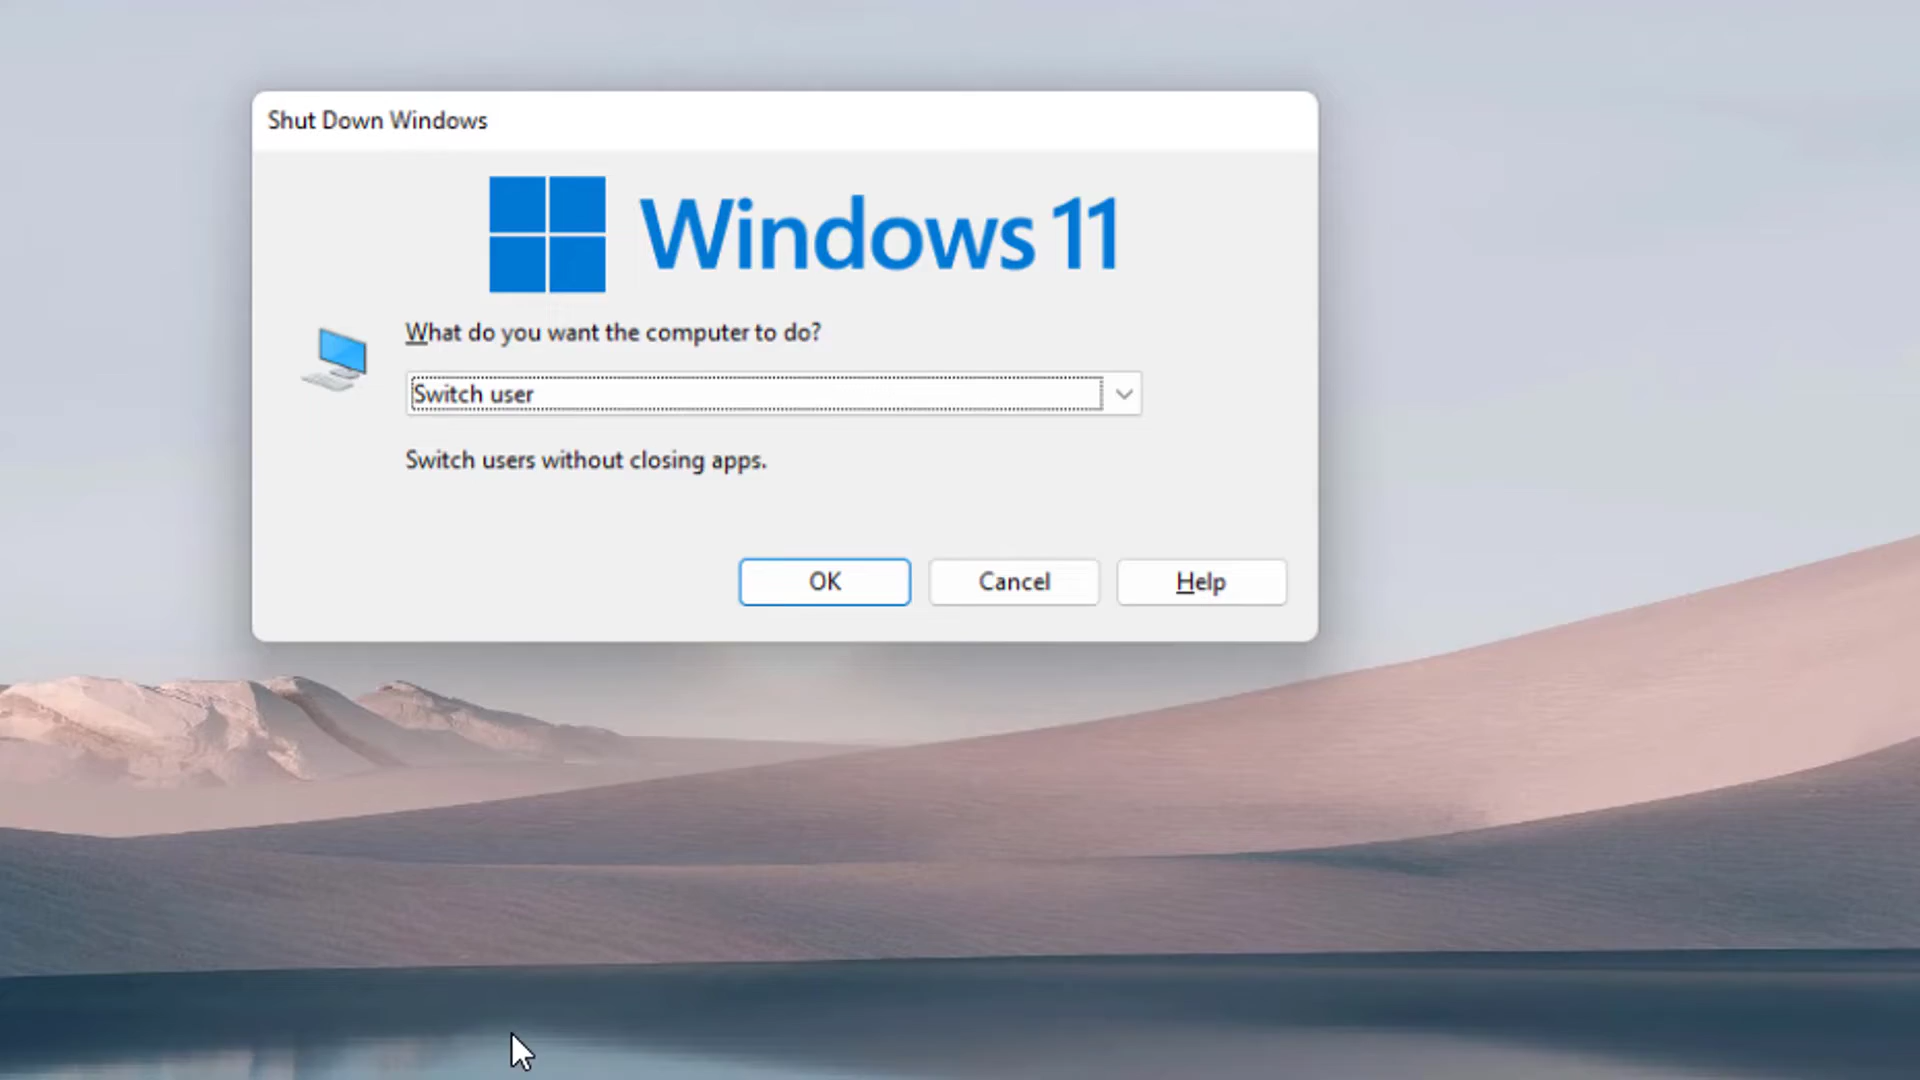 Shut Down Windows
Windows 11
What do you want the computer to do?
Switch user
Switch users without closing apps.
OK Cancel Help